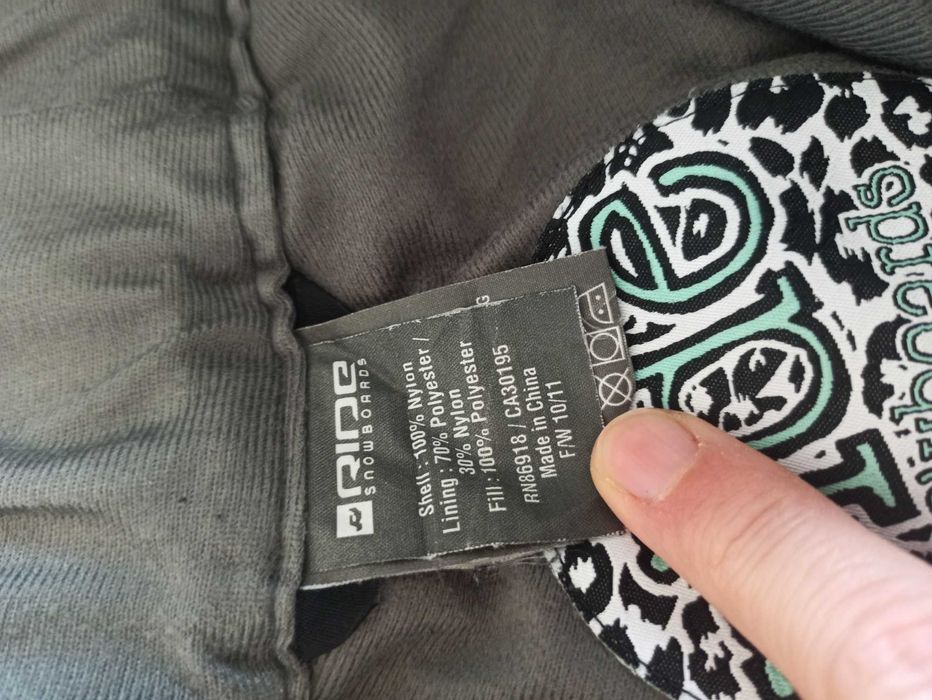 RIDE
SNOWBOARDS
Shell : 100% Nylon
Lining : 70% Polyester /
30% Nylon
Fill : 100% Polyester
RN86918 / CA30195
Made in China
F/W 10/11
G